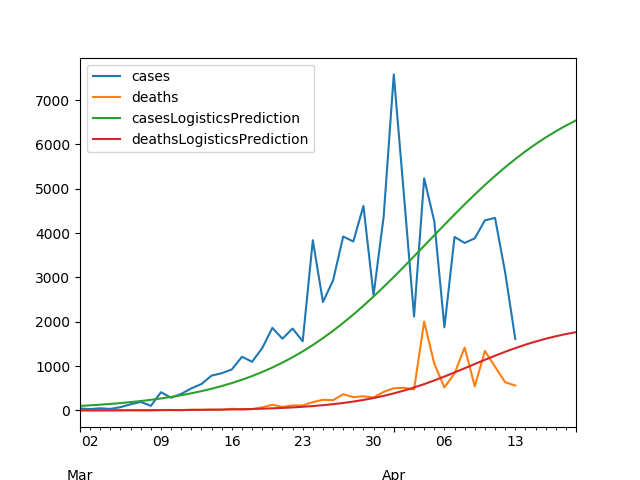 cases
deaths
casesLogisticsPrediction
deathsLogisticsPrediction
7000
6000
5000
4000
3000
2000
1000
0
02 09 16 23 30 06 13
Mar Apr